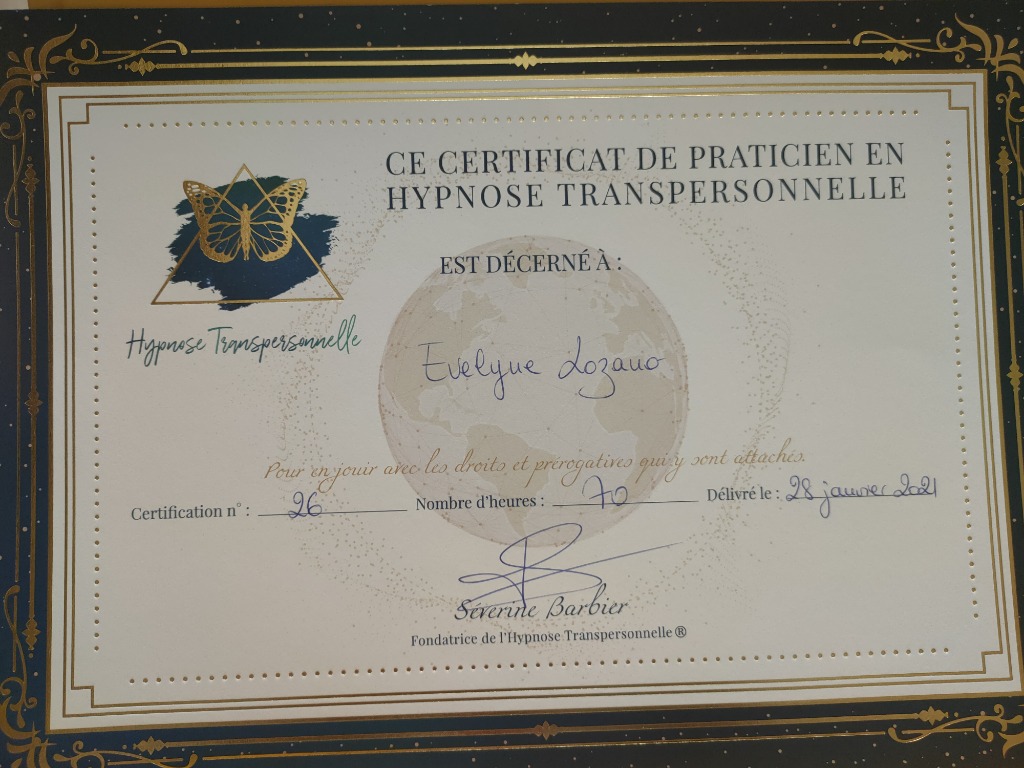 CE CERTIFICAT DE PRATICIEN EN
HYPNOSE TRANSPERSONNELLE
EST DÉCERNÉ À :
Hypnose Transpersonnelle
Evelyne Lozano
Pour en jouir avec les droits et prérogatives qui y sont attachés.
Certification n° : 26 Nombre d'heures : 70 Délivré le : 28 janvier 2021
Séverine Barbier
Fondatrice de l'Hypnose Transpersonnelle®